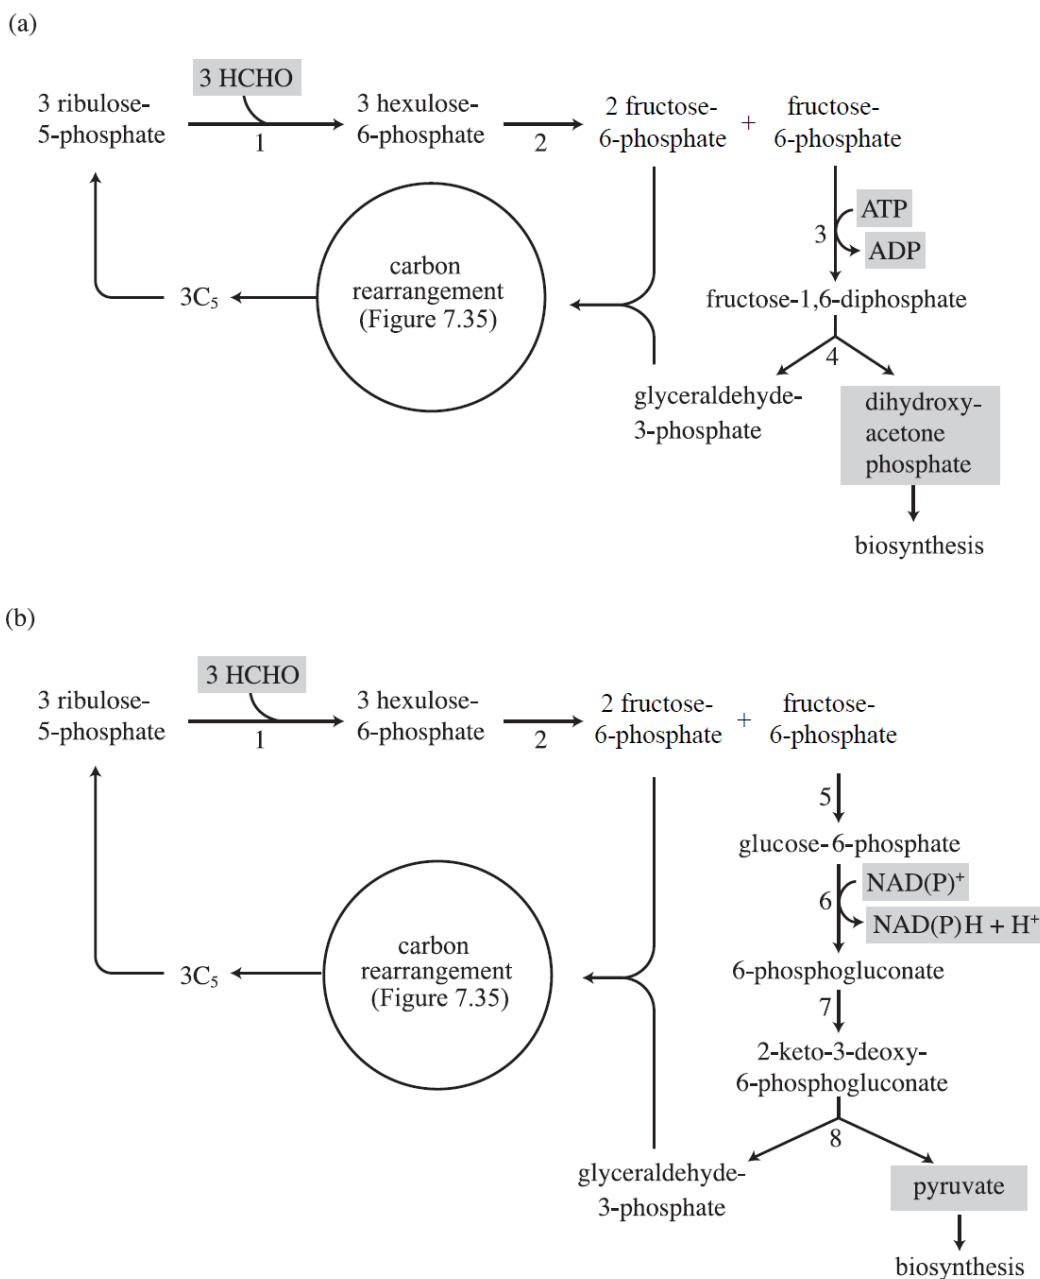 (a)
3 HCHO
3 ribulose-
5-phosphate
1
3 hexulose-
6-phosphate
2
2 fructose-
6-phosphate
+
fructose-
6-phosphate
3
ATP
ADP
carbon
rearrangement
(Figure 7.35)
3C₅
fructose-1,6-diphosphate
4
glyceraldehyde-
3-phosphate
dihydroxy-
acetone
phosphate
biosynthesis
(b)
3 HCHO
3 ribulose-
5-phosphate
1
3 hexulose-
6-phosphate
2
2 fructose-
6-phosphate
+
fructose-
6-phosphate
5
glucose-6-phosphate
6
NAD(P)⁺
NAD(P)H + H⁺
carbon
rearrangement
(Figure 7.35)
3C₅
6-phosphogluconate
7
2-keto-3-deoxy-
6-phosphogluconate
8
glyceraldehyde-
3-phosphate
pyruvate
biosynthesis